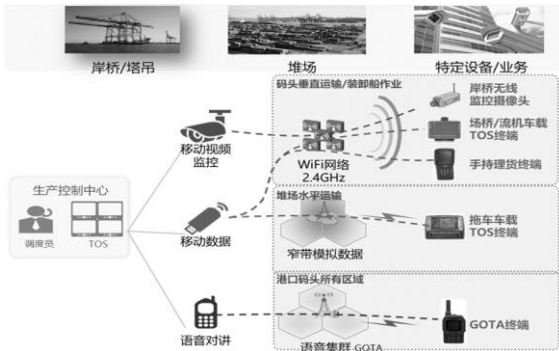 岸桥/塔吊
堆场
特定设备/业务
码头垂直运输/装卸船作业
岸桥无线
监控摄像头
场桥/流机车载
TOS终端
手持理货终端
WiFi网络
2.4GHz
移动视频
监控
生产控制中心
调度员
TOS
移动数据
堆场水平运输
窄带模拟数据
拖车车载
TOS终端
港口码头所有区域
语音对讲
语音集群 GOTA
GOTA终端